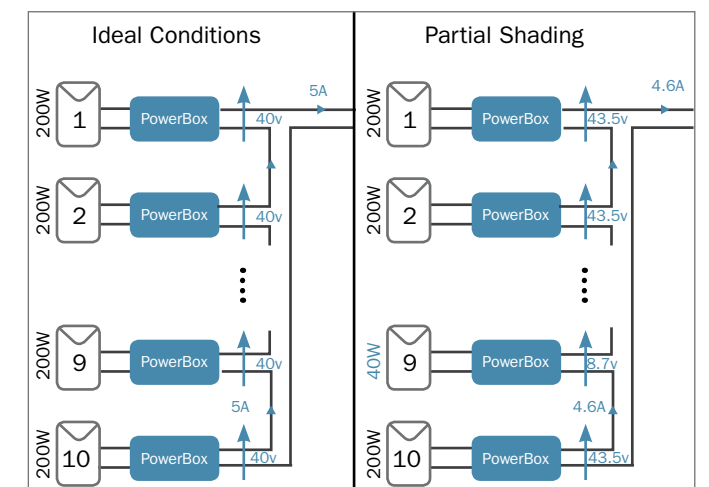 Ideal Conditions
5A
200W
1
PowerBox
40v
200W
2
PowerBox
40v
200W
9
PowerBox
40v
5A
200W
10
PowerBox
40v
Partial Shading
4.6A
200W
1
PowerBox
43.5v
200W
2
PowerBox
43.5v
40W
9
PowerBox
8.7v
4.6A
200W
10
PowerBox
43.5v